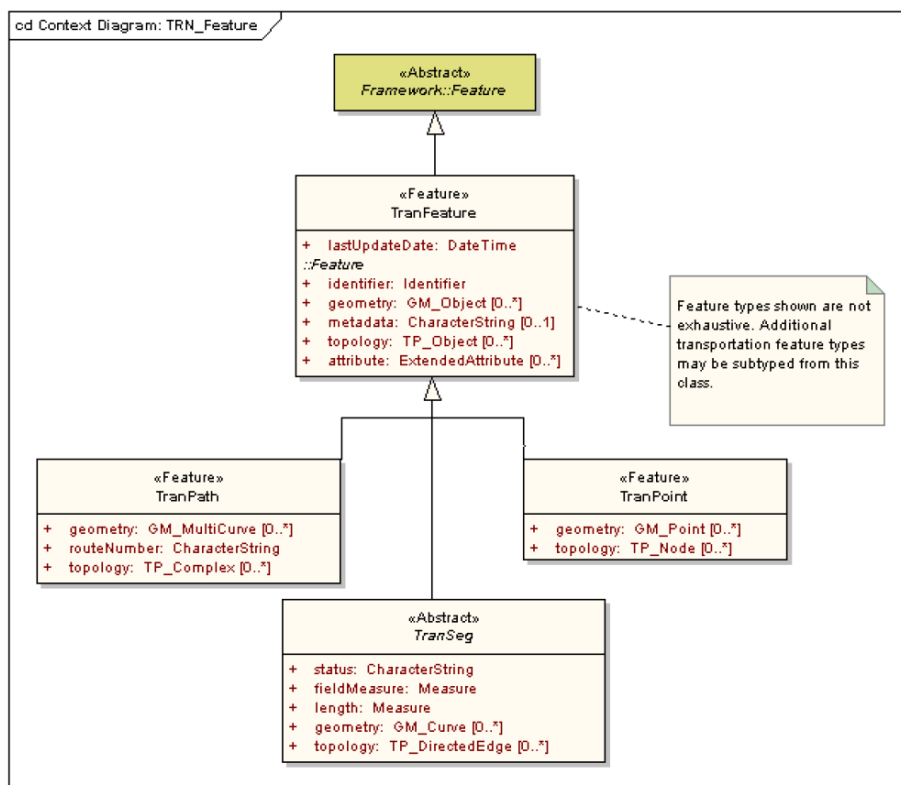 cd Context Diagram: TRN_Feature
«Abstract»
Framework::Feature
«Feature»
TranFeature
+ lastUpdateDate: DateTime
::Feature
+ identifier: Identifier
+ geometry: GM_Object [0..*]
+ metadata: CharacterString [0..1]
+ topology: TP_Object [0..*]
+ attribute: ExtendedAttribute [0..*]
Feature types shown are not
exhaustive. Additional
transportation feature types
may be subtyped from this
class.
«Feature»
TranPath
+ geometry: GM_MultiCurve [0..*]
+ routeNumber: CharacterString
+ topology: TP_Complex [0..*]
«Feature»
TranPoint
+ geometry: GM_Point [0..*]
+ topology: TP_Node [0..*]
«Abstract»
TranSeg
+ status: CharacterString
+ fieldMeasure: Measure
+ length: Measure
+ geometry: GM_Curve [0..*]
+ topology: TP_DirectedEdge [0..*]